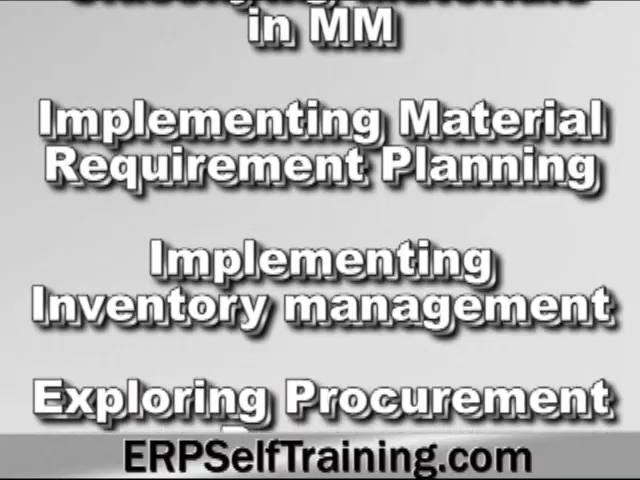 in MM
Implementing Material
Requirement Planning
Implementing
Inventory management
Exploring Procurement
ERPSelfTraining.com